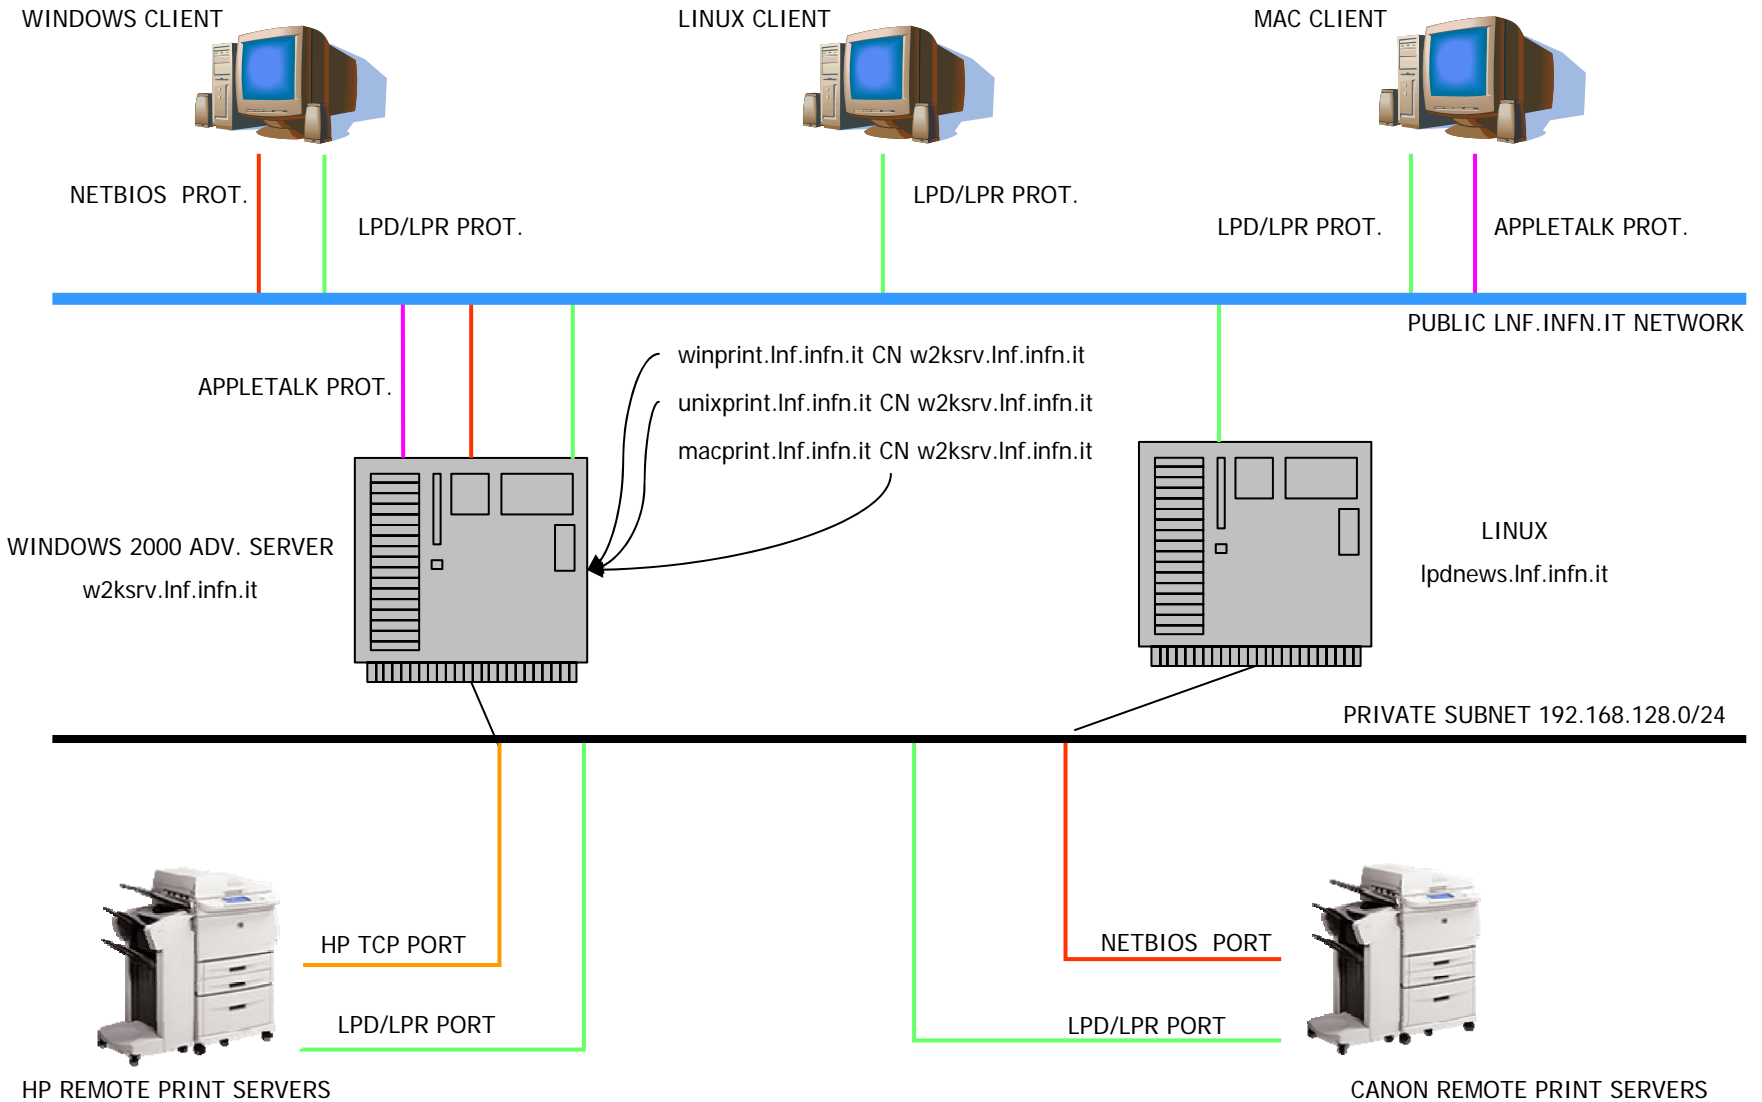 WINDOWS CLIENT
LINUX CLIENT
MAC CLIENT
NETBIOS PROT.
LPD/LPR PROT.
LPD/LPR PROT.
LPD/LPR PROT.
APPLETALK PROT.
PUBLIC LNF.INFN.IT NETWORK
APPLETALK PROT.
winprint.lnf.infn.it CN w2ksrv.lnf.infn.it
unixprint.lnf.infn.it CN w2ksrv.lnf.infn.it
macprint.lnf.infn.it CN w2ksrv.lnf.infn.it
WINDOWS 2000 ADV. SERVER
w2ksrv.lnf.infn.it
LINUX
lpdnews.lnf.infn.it
PRIVATE SUBNET 192.168.128.0/24
HP TCP PORT
LPD/LPR PORT
NETBIOS PORT
LPD/LPR PORT
HP REMOTE PRINT SERVERS
CANON REMOTE PRINT SERVERS